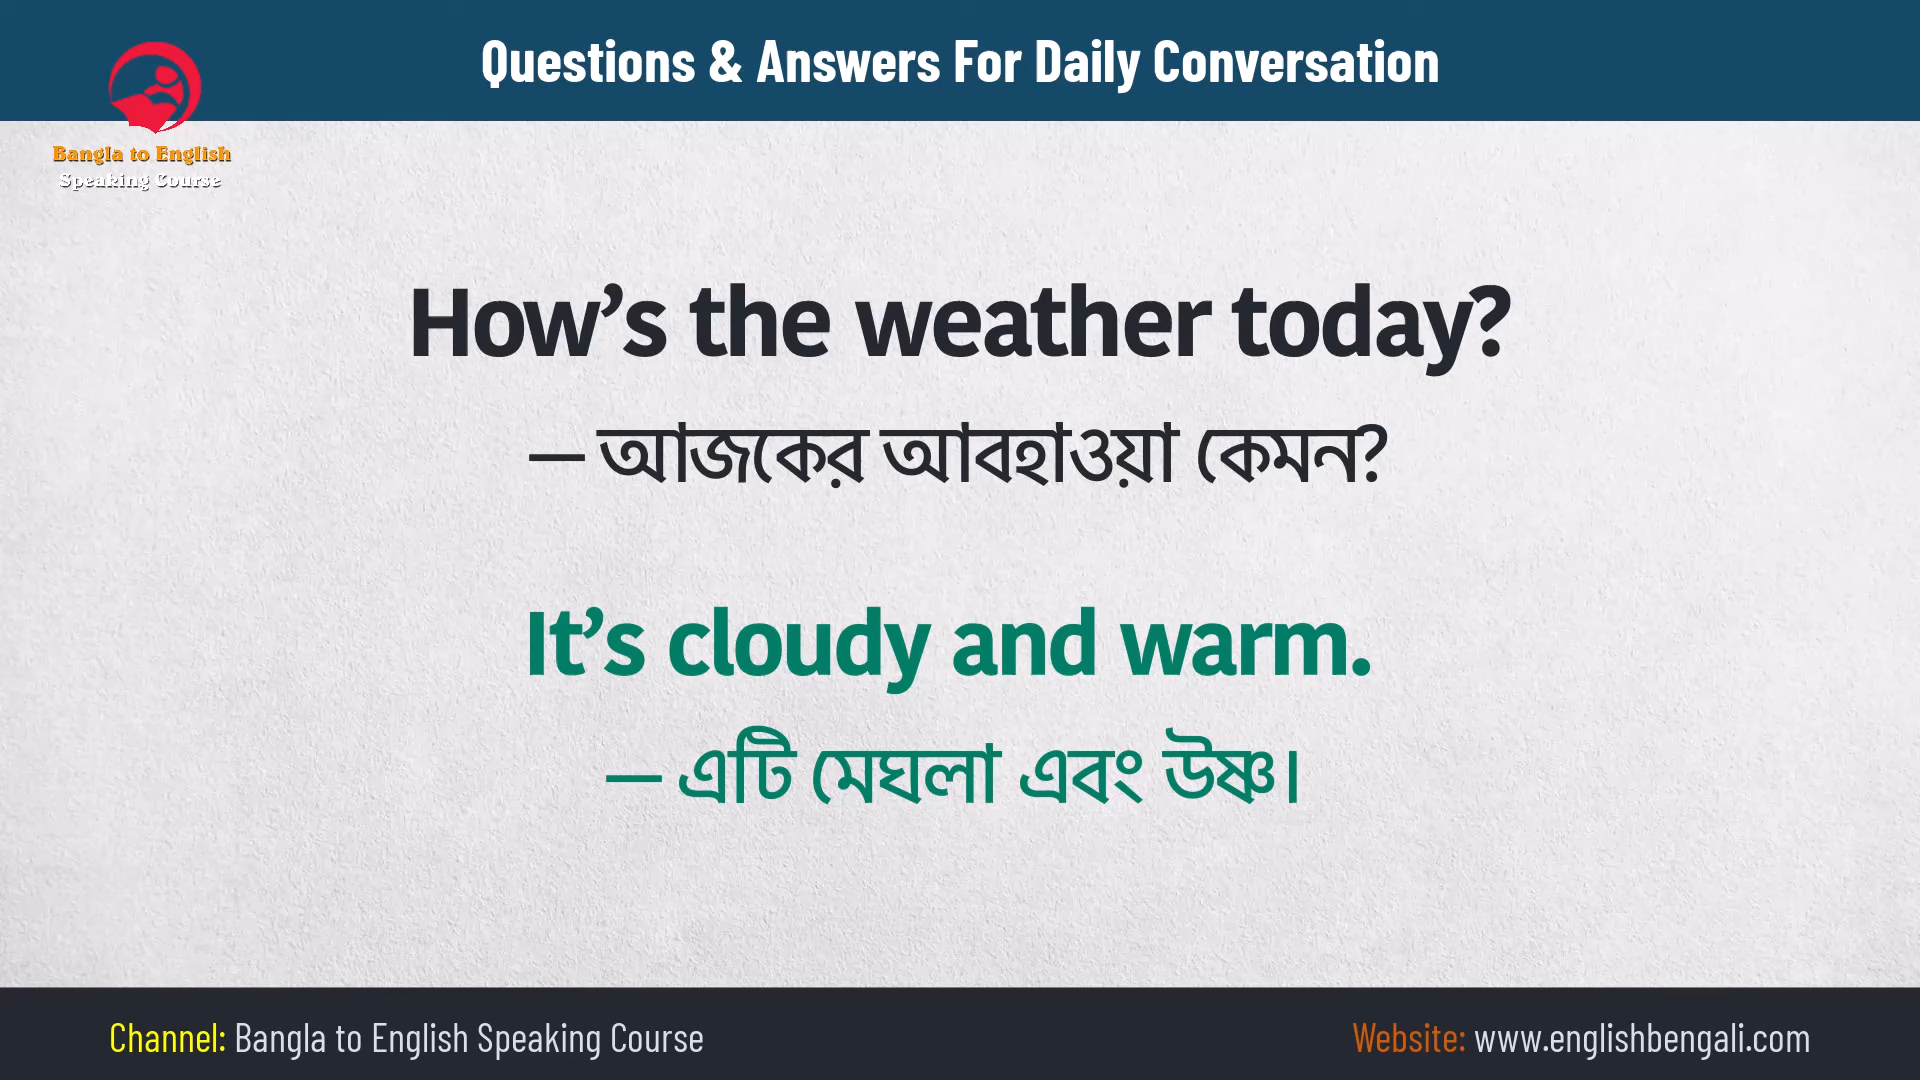 Questions & Answers For Daily Conversation
Bangla to English
Speaking Course
How’s the weather today?
— আজকের আবহাওয়া কেমন?
It’s cloudy and warm.
— এটি মেঘলা এবং উষ্ণ।
Channel: Bangla to English Speaking Course
Website: www.englishbengali.com